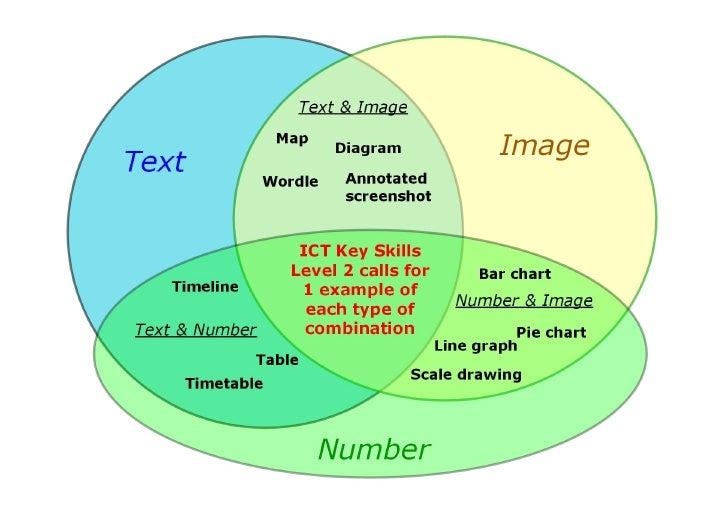 Text & Image
Map
Diagram
Image
Text
Wordle
Annotated
screenshot
ICT Key Skills
Level 2 calls for
1 example of
each type of
combination
Bar chart
Timeline
Number & Image
Text & Number
Pie chart
Line graph
Table
Scale drawing
Timetable
Number